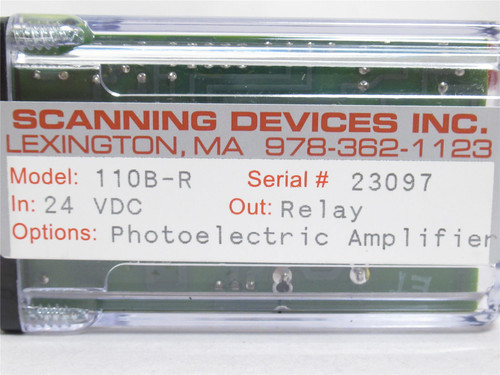 SCANNING DEVICES INC.
LEXINGTON, MA 978-362-1123
Model: 110B-R Serial # 23097
In: 24 VDC Out: Relay
Options: Photoelectric Amplifier